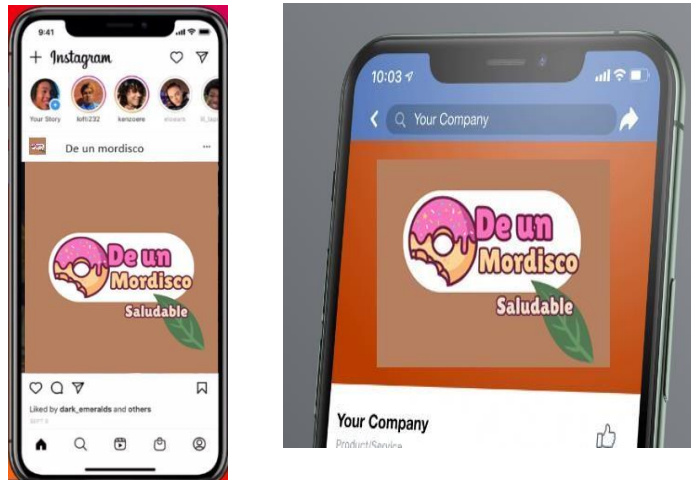 9:41
Instagram
Your Story
lofti232
kenzoere
De un mordisco
De un
Mordisco
Saludable
Liked by dark_emeralds and others
10:03
Your Company
De un
Mordisco
Saludable
Your Company
Product/Service